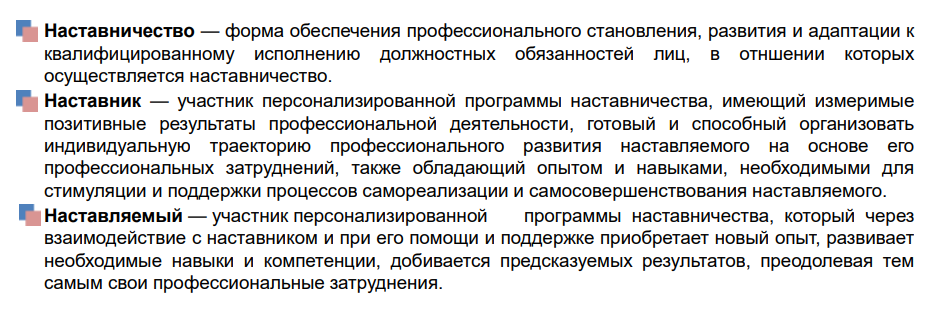 Наставничество — форма обеспечения профессионального становления, развития и адаптации к
квалифицированному исполнению должностных обязанностей лиц, в отншении которых
осуществляется наставничество.
Наставник — участник персонализированной программы наставничества, имеющий измеримые
позитивные результаты профессиональной деятельности, готовый и способный организовать
индивидуальную траекторию профессионального развития наставляемого на основе его
профессиональных затруднений, также обладающий опытом и навыками, необходимыми для
стимуляции и поддержки процессов самореализации и самосовершенствования наставляемого.
Наставляемый — участник персонализированной программы наставничества, который через
взаимодействие с наставником и при его помощи и поддержке приобретает новый опыт, развивает
необходимые навыки и компетенции, добивается предсказуемых результатов, преодолевая тем
самым свои профессиональные затруднения.